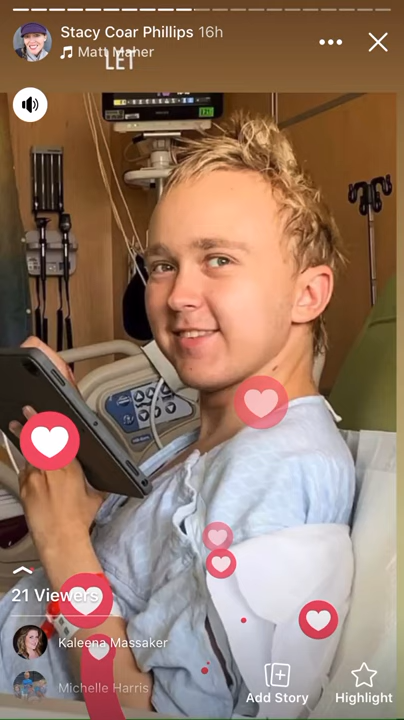 Stacy Coar Phillips 16h
Matt Maher
LET
21 Viewers
Kaleena Massaker
Michelle Harris
Add Story
Highlight